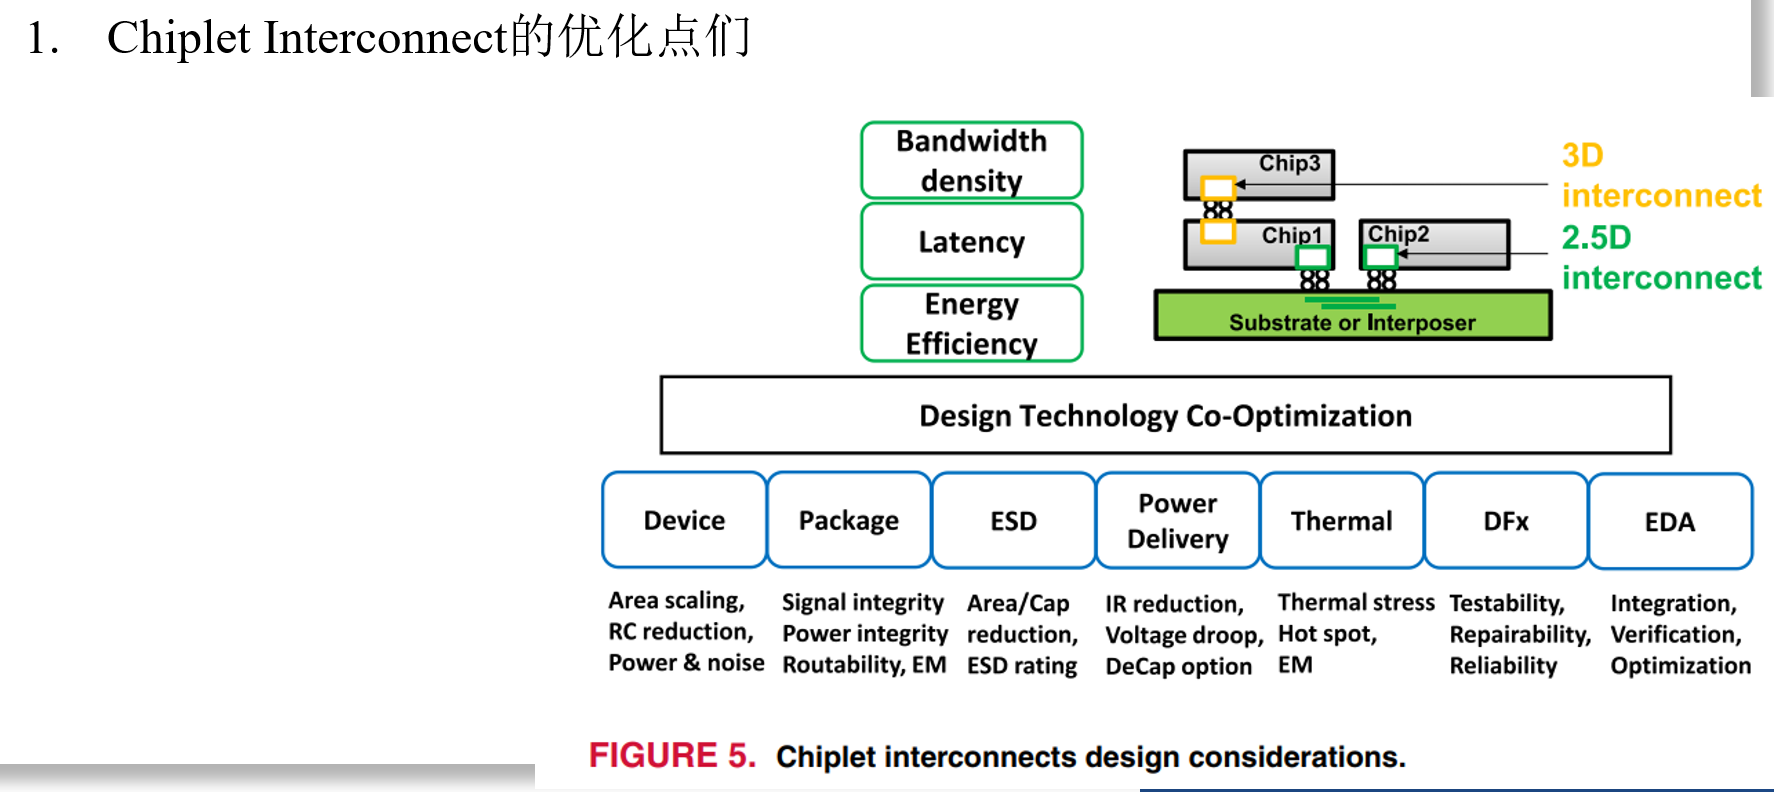 1. Chiplet Interconnect的优化点们
Bandwidth
density
Latency
Energy
Efficiency
Chip3
Chip1
Chip2
Substrate or Interposer
3D
interconnect
2.5D
interconnect
Design Technology Co-Optimization
Device
Package
ESD
Power
Delivery
Thermal
DFx
EDA
Area scaling,
RC reduction,
Power & noise
Signal integrity
Power integrity
Routability, EM
Area/Cap
reduction,
ESD rating
IR reduction,
Voltage droop,
DeCap option
Thermal stress
Hot spot,
EM
Testability,
Repairability,
Reliability
Integration,
Verification,
Optimization
FIGURE 5. Chiplet interconnects design considerations.